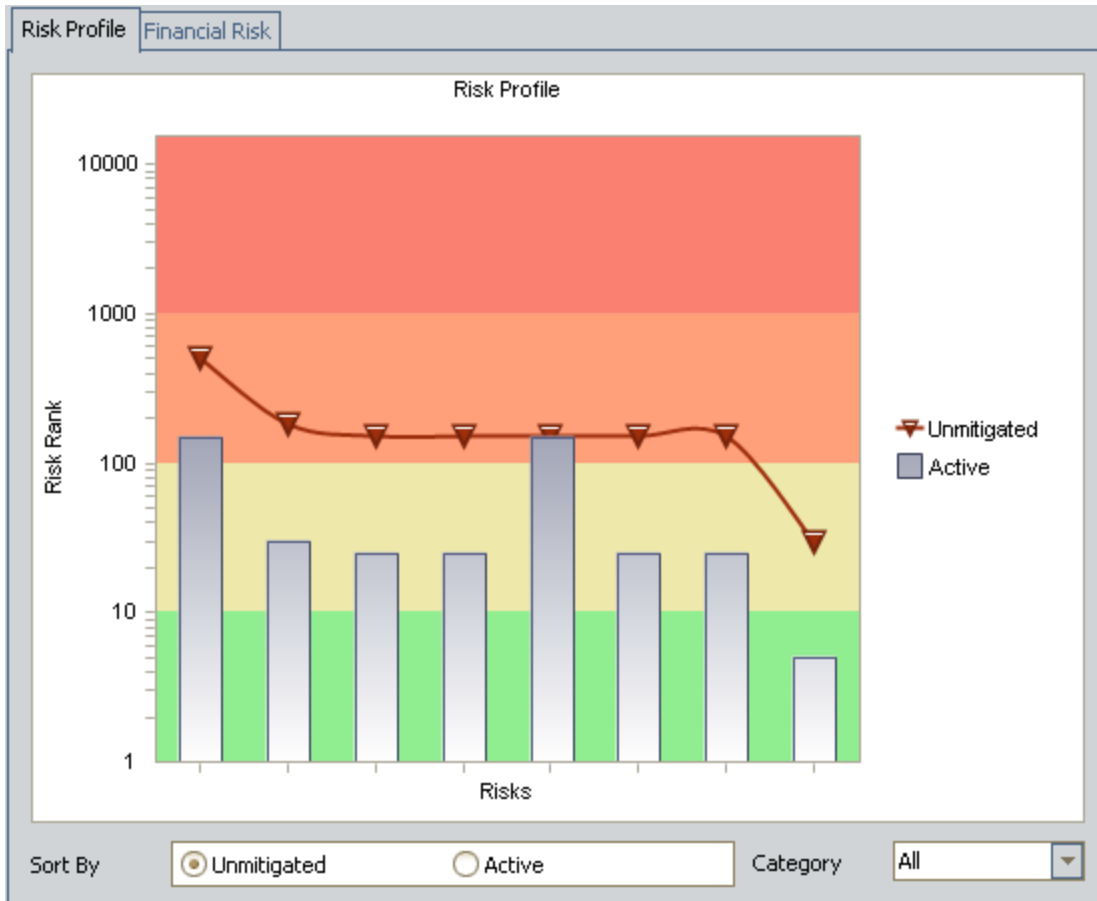 Risk Profile Financial Risk
Risk Profile
10000
1000
100
10
1
Risk Rank
Risks
Unmitigated
Active
Sort By Unmitigated Active Category All